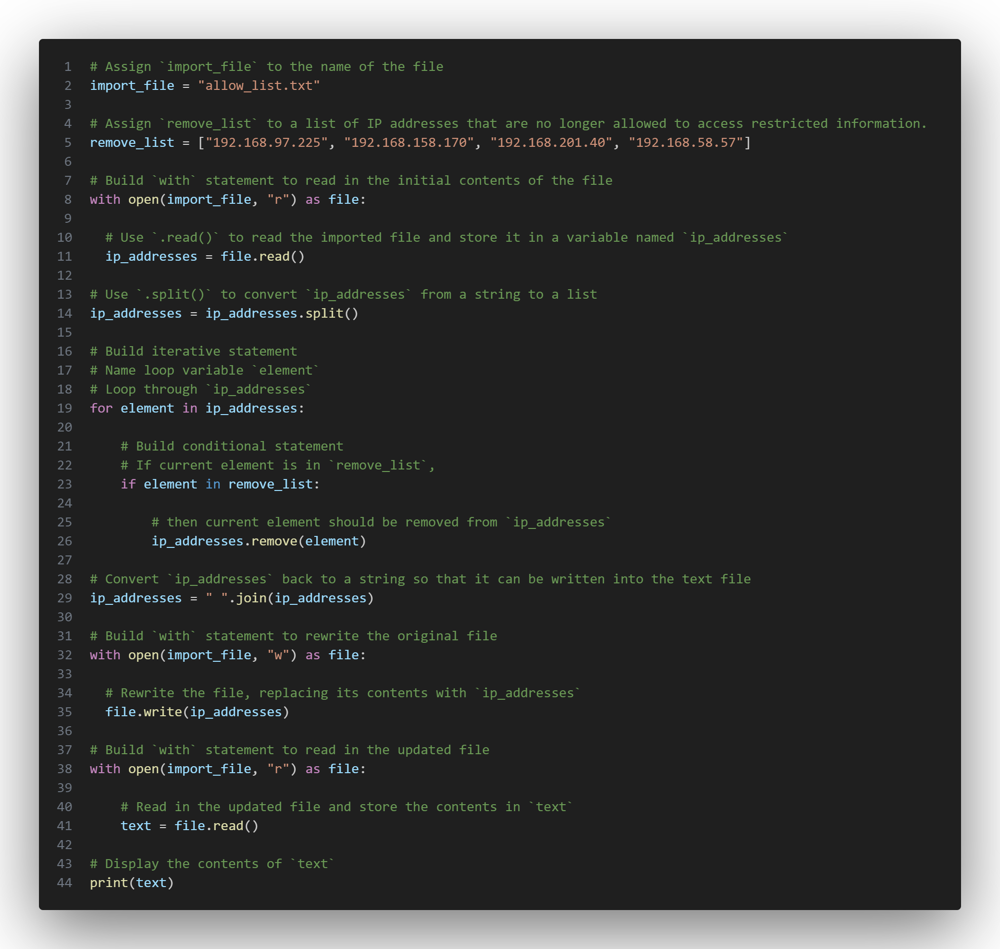 1 # Assign `import_file` to the name of the file
2 import_file = "allow_list.txt"
3
4 # Assign `remove_list` to a list of IP addresses that are no longer allowed to access restricted information.
5 remove_list = ["192.168.97.225", "192.168.158.170", "192.168.201.40", "192.168.58.57"]
6
7 # Build `with` statement to read in the initial contents of the file
8 with open(import_file, "r") as file:
9
10   # Use `.read()` to read the imported file and store it in a variable named `ip_addresses`
11   ip_addresses = file.read()
12
13 # Use `.split()` to convert `ip_addresses` from a string to a list
14 ip_addresses = ip_addresses.split()
15
16 # Build iterative statement
17 # Name loop variable `element`
18 # Loop through `ip_addresses`
19 for element in ip_addresses:
20
21     # Build conditional statement
22     # If current element is in `remove_list`,
23     if element in remove_list:
24
25         # then current element should be removed from `ip_addresses`
26         ip_addresses.remove(element)
27
28 # Convert `ip_addresses` back to a string so that it can be written into the text file
29 ip_addresses = " ".join(ip_addresses)
30
31 # Build `with` statement to rewrite the original file
32 with open(import_file, "w") as file:
33
34   # Rewrite the file, replacing its contents with `ip_addresses`
35   file.write(ip_addresses)
36
37 # Build `with` statement to read in the updated file
38 with open(import_file, "r") as file:
39
40     # Read in the updated file and store the contents in `text`
41     text = file.read()
42
43 # Display the contents of `text`
44 print(text)